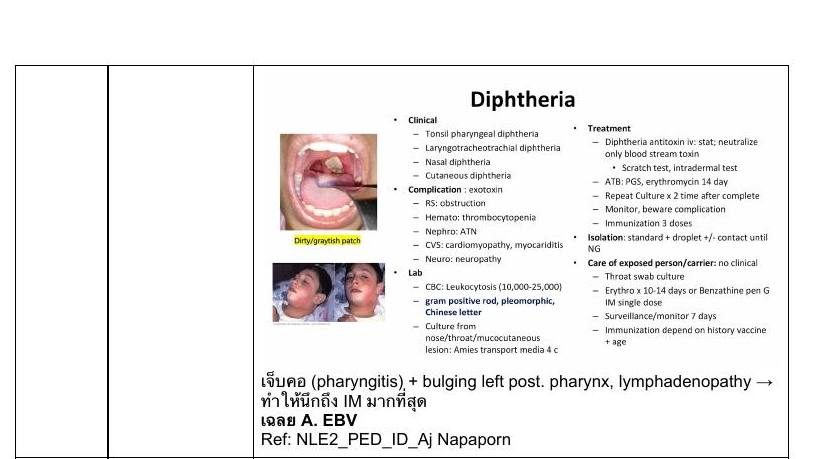 Diphtheria
• Clinical
– Tonsil pharyngeal diphtheria
– Laryngotracheotrachial diphtheria
– Nasal diphtheria
– Cutaneous diphtheria
• Complication : exotoxin
– RS: obstruction
– Hemato: thrombocytopenia
– Nephro: ATN
– CVS: cardiomyopathy, myocariditis
– Neuro: neuropathy
• Lab
– CBC: Leukocytosis (10,000-25,000)
– gram positive rod, pleomorphic,
Chinese letter
– Culture from
nose/throat/mucocutaneous
lesion: Amies transport media 4 c
Dirty/graytish patch
• Treatment
– Diphtheria antitoxin iv: stat; neutralize
only blood stream toxin
• Scratch test, intradermal test
– ATB: PGS, erythromycin 14 day
– Repeat Culture x 2 time after complete
– Monitor, beware complication
– Immunization 3 doses
• Isolation: standard + droplet +/- contact until
NG
• Care of exposed person/carrier: no clinical
– Throat swab culture
– Erythro x 10-14 days or Benzathine pen G
IM single dose
– Surveillance/monitor 7 days
– Immunization depend on history vaccine
+ age
เจ็บคอ (pharyngitis) + bulging left post. pharynx, lymphadenopathy →
ทำให้นึกถึง IM มากที่สุด
เฉลย A. EBV
Ref: NLE2_PED_ID_Aj Napaporn